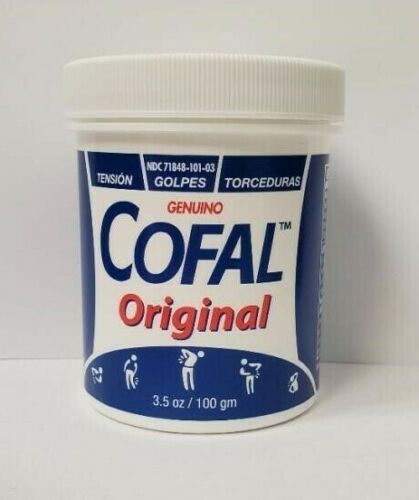 NDC 71848-101-03
TENSIÓN GOLPES TORCEDURAS
GENUINO
COFAL™
Original
3.5 oz / 100 gm